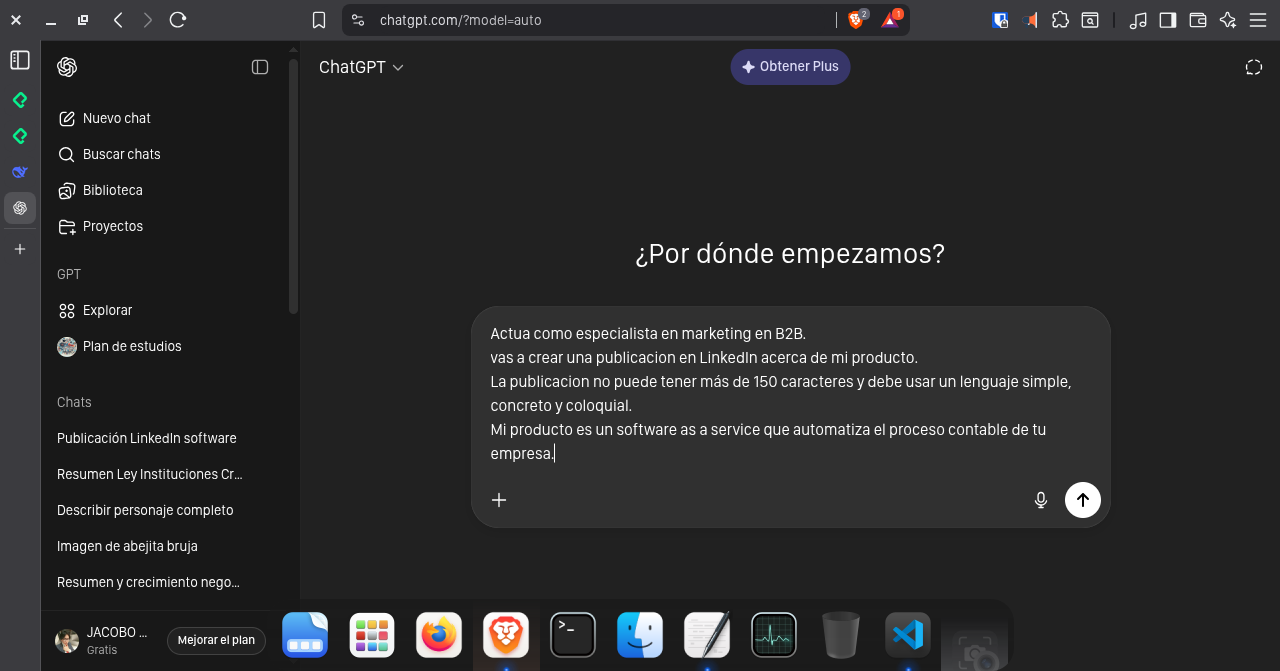 chatgpt.com/?model=auto
2
1
ChatGPT
Obtener Plus
Nuevo chat
Buscar chats
Biblioteca
Proyectos
GPT
Explorar
Plan de estudios
Chats
Publicación LinkedIn software
Resumen Ley Instituciones Cr...
Describir personaje completo
Imagen de abejita bruja
Resumen y crecimiento nego...
JACOBO ...
Gratis
Mejorar el plan
¿Por dónde empezamos?
Actua como especialista en marketing en B2B.
vas a crear una publicacion en LinkedIn acerca de mi producto.
La publicacion no puede tener más de 150 caracteres y debe usar un lenguaje simple,
concreto y coloquial.
Mi producto es un software as a service que automatiza el proceso contable de tu
empresa.
>_